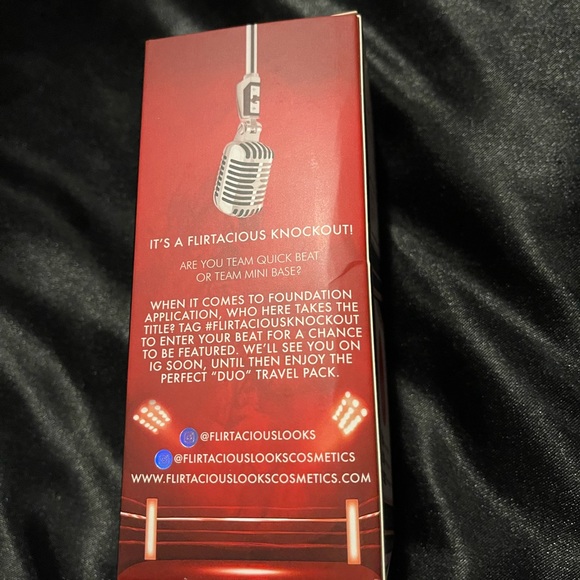 IT'S A FLIRTACIOUS KNOCKOUT!
ARE YOU TEAM QUICK BEAT
OR TEAM MINI BASE?
WHEN IT COMES TO FOUNDATION
APPLICATION, WHO HERE TAKES THE
TITLE? TAG #FLIRTACIOUSKNOCKOUT
TO ENTER YOUR BEAT FOR A CHANCE
TO BE FEATURED. WE'LL SEE YOU ON
IG SOON, UNTIL THEN ENJOY THE
PERFECT "DUO" TRAVEL PACK.
@FLIRTACIOUSLOOKS
@FLIRTACIOUSLOOKSCOSMETICS
WWW.FLIRTACIOUSLOOKSCOSMETICS.COM